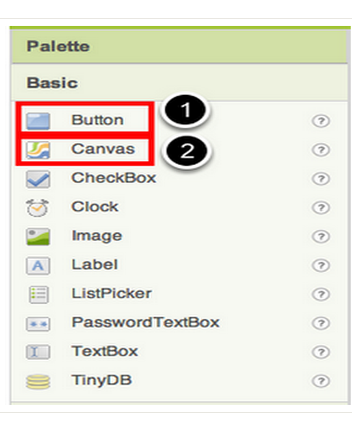 Palette
Basic
Button 1 ?
Canvas 2 ?
CheckBox ?
Clock ?
Image ?
A Label ?
ListPicker ?
PasswordTextBox ?
TextBox ?
TinyDB ?